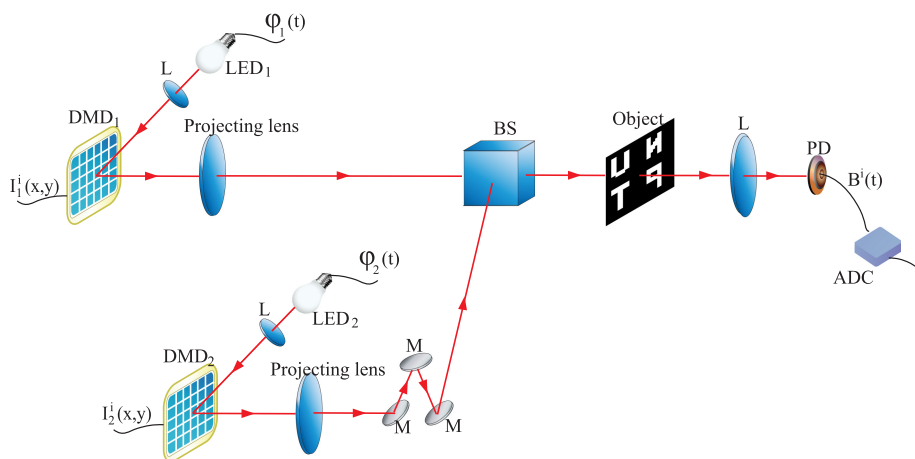 φ₁(t)
LED₁
L
DMD₁
Projecting lens
I₁ⁱ(x,y)
BS
Object
U И
T ꟼ
L
PD
Bⁱ(t)
ADC
φ₂(t)
LED₂
L
DMD₂
Projecting lens
I₂ⁱ(x,y)
M
M
M